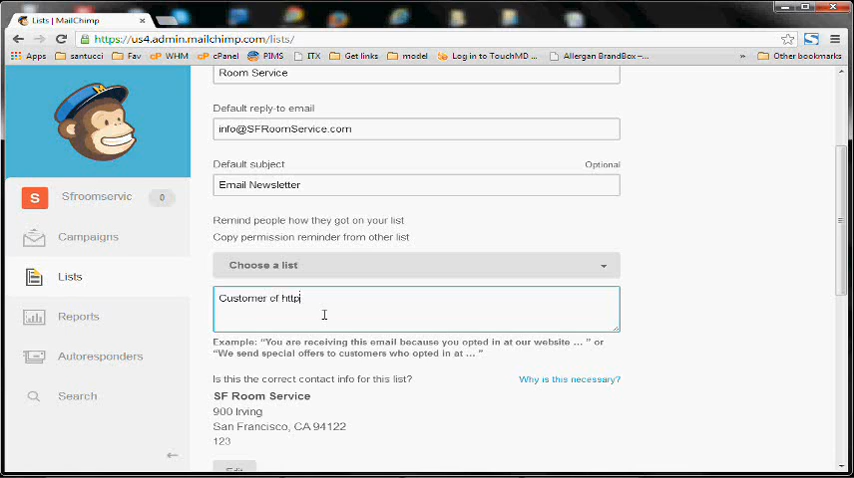 Lists | MailChimp
https://us4.admin.mailchimp.com/lists/
Apps santucci Fav WHM cPanel PIMS ITX Get links model Log in to TouchMD ... Allergan BrandBox –... » Other bookmarks
Room Service
Default reply-to email
info@SFRoomService.com
Default subject Optional
Email Newsletter
Remind people how they got on your list
Copy permission reminder from other list
Choose a list
Customer of http
Example: “You are receiving this email because you opted in at our website ... ” or
“We send special offers to customers who opted in at ... ”
Is this the correct contact info for this list? Why is this necessary?
SF Room Service
900 Irving
San Francisco, CA 94122
123
Edit
S Sfroomservic 0
Campaigns
Lists
Reports
Autoresponders
Search